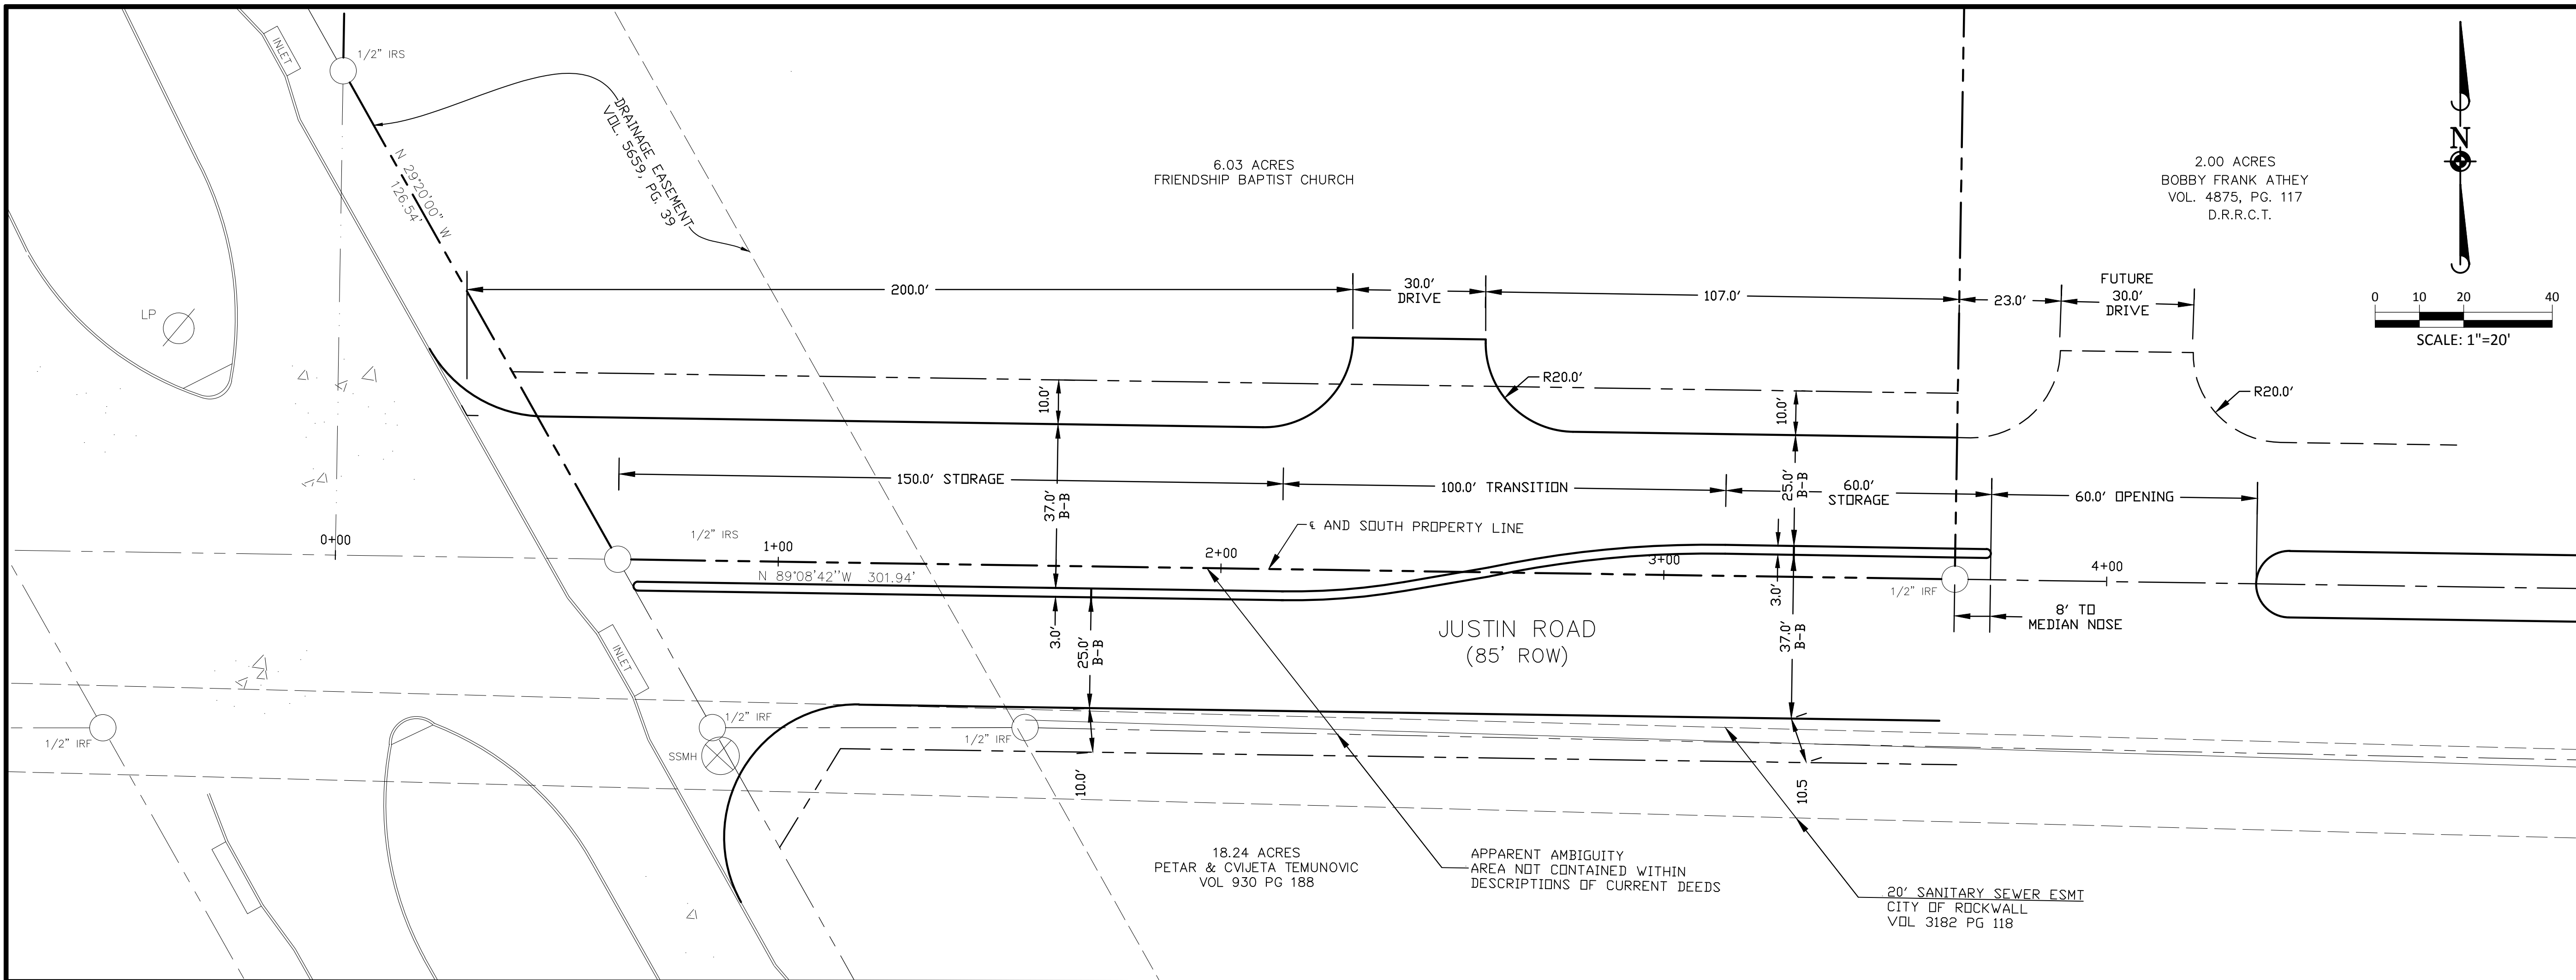 INLET
1/2" IRS
DRAINAGE EASEMENT
VOL. 5659, PG. 39
N 29°20'00" W
126.54'
6.03 ACRES
FRIENDSHIP BAPTIST CHURCH
2.00 ACRES
BOBBY FRANK ATHEY
VOL. 4875, PG. 117
D.R.R.C.T.
N
0 10 20 40
SCALE: 1"=20'
LP
200.0'
30.0'
DRIVE
107.0'
23.0'
FUTURE
30.0'
DRIVE
R20.0'
R20.0'
10.0'
10.0'
150.0' STORAGE
100.0' TRANSITION
60.0'
STORAGE
60.0' OPENING
37.0'
B-B
25.0'
B-B
℄ AND SOUTH PROPERTY LINE
1/2" IRS
0+00
1+00
2+00
3+00
4+00
N 89°08'42"W 301.94'
1/2" IRF
8' TO
MEDIAN NOSE
3.0'
25.0'
B-B
3.0'
37.0'
B-B
JUSTIN ROAD
(85' ROW)
INLET
1/2" IRF
1/2" IRF
1/2" IRF
SSMH
10.0'
10.5
18.24 ACRES
PETAR & CVIJETA TEMUNOVIC
VOL 930 PG 188
APPARENT AMBIGUITY
AREA NOT CONTAINED WITHIN
DESCRIPTIONS OF CURRENT DEEDS
20' SANITARY SEWER ESMT
CITY OF ROCKWALL
VOL 3182 PG 118